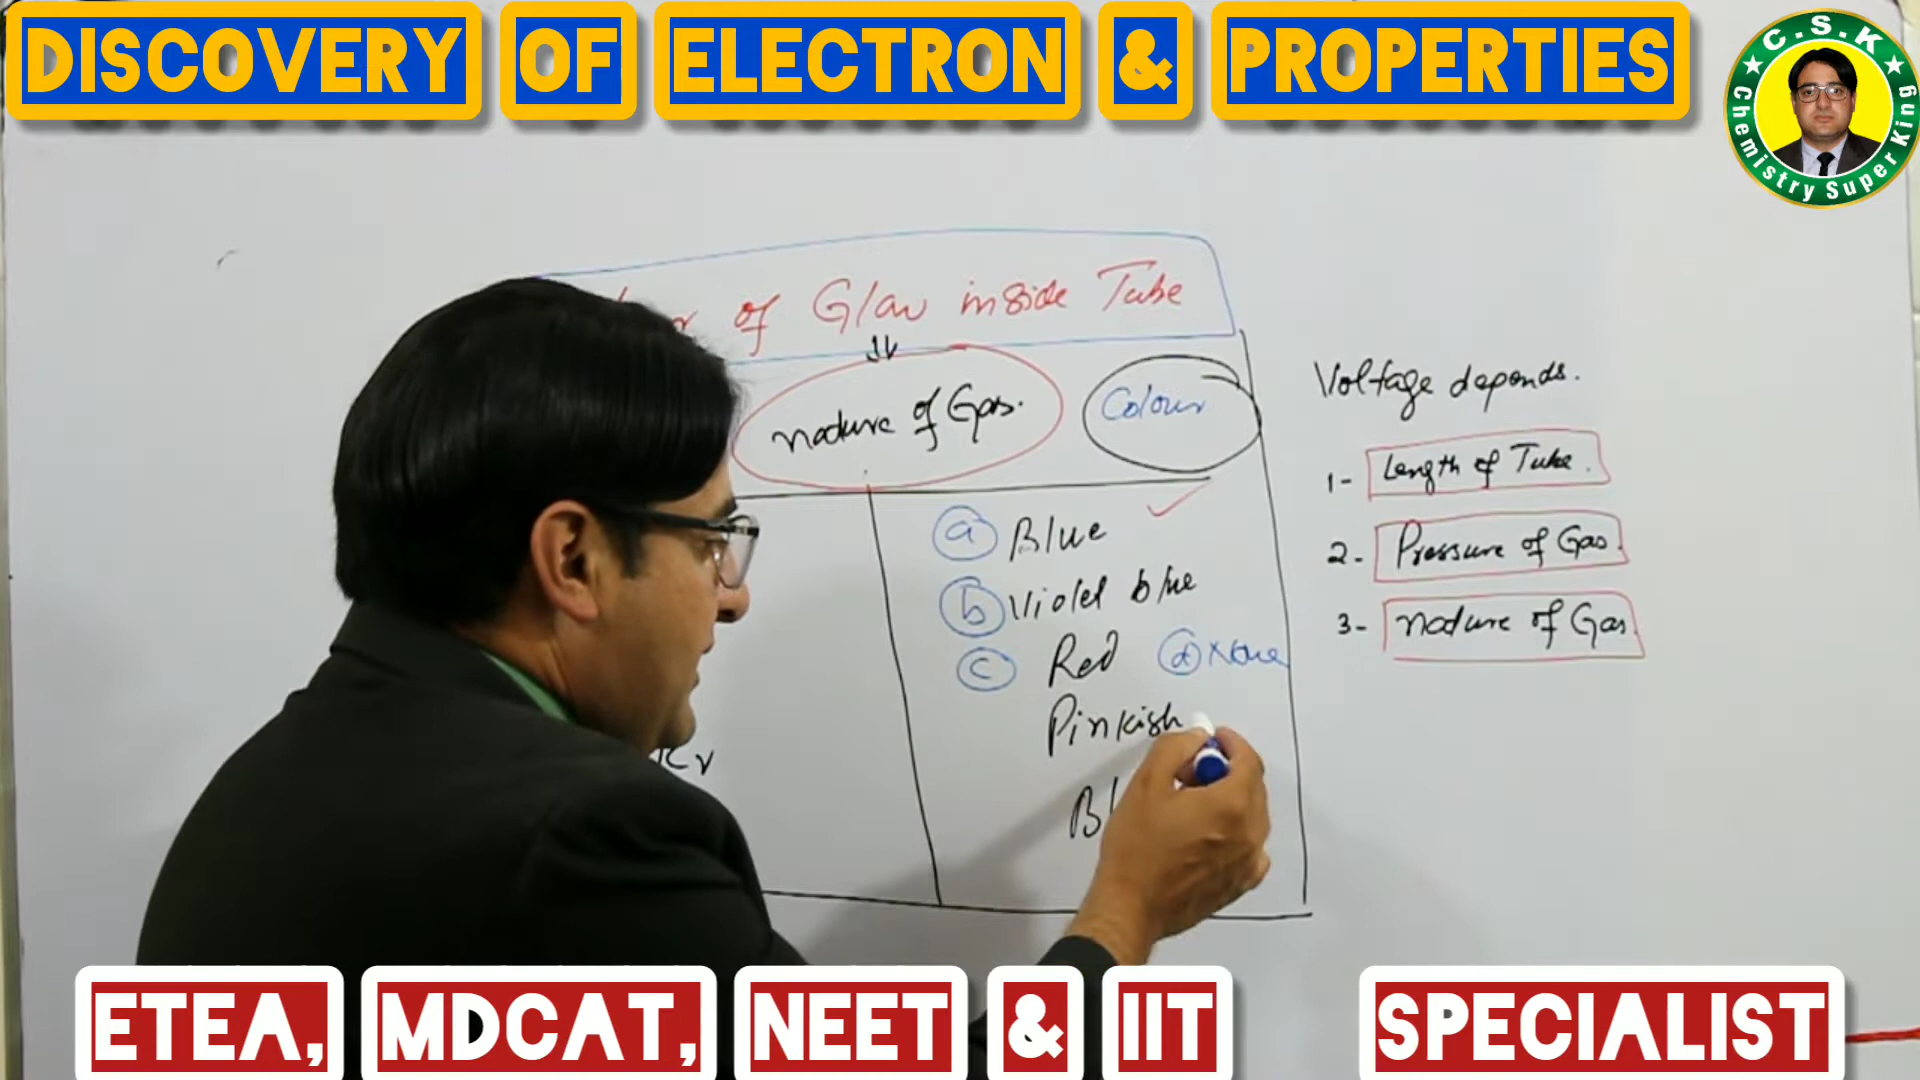 DISCOVERY OF ELECTRON & PROPERTIES
C.S.K
Chemistry Super King
of Glow inside Tube
Nature of Gas.
Colour
a Blue
b Violet blue
c Red d None
Pinkish
Voltage depends.
1- Length of Tube.
2- Pressure of Gas.
3- Nature of Gas.
ETEA, MDCAT, NEET & IIT SPECIALIST